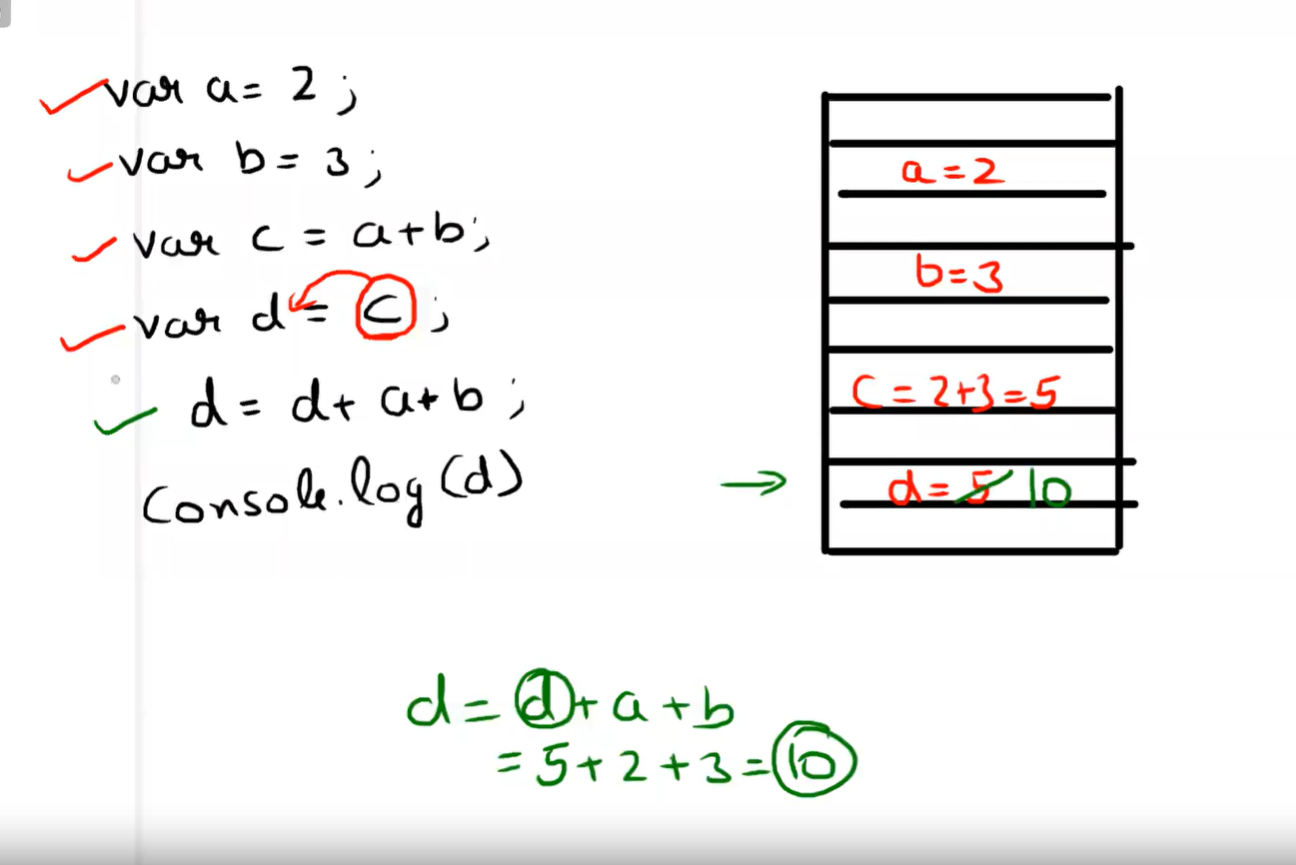 var a = 2 ;
var b = 3 ;
var c = a+b ;
var d = c ;
d = d + a + b ;
Console.log (d)
a = 2
b = 3
C = 2+3 = 5
d = 5 10
d = d + a + b
= 5 + 2 + 3 = 10